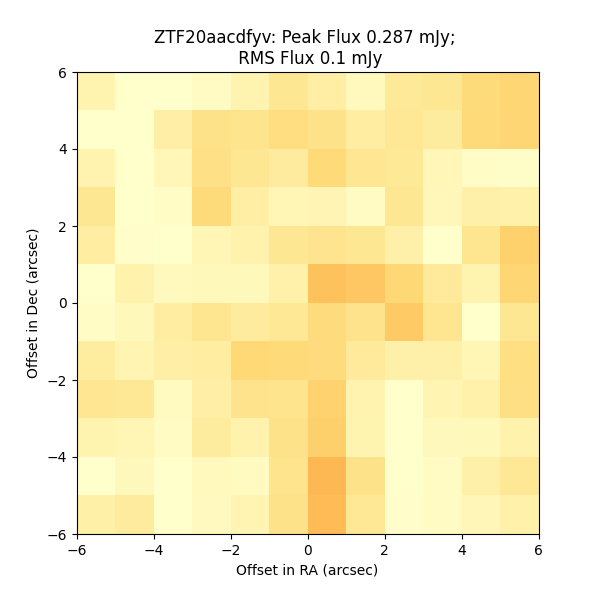 ZTF20aacdfyv: Peak Flux 0.287 mJy;
RMS Flux 0.1 mJy
6
4
2
0
−2
−4
−6
Offset in Dec (arcsec)
−6 −4 −2 0 2 4 6
Offset in RA (arcsec)